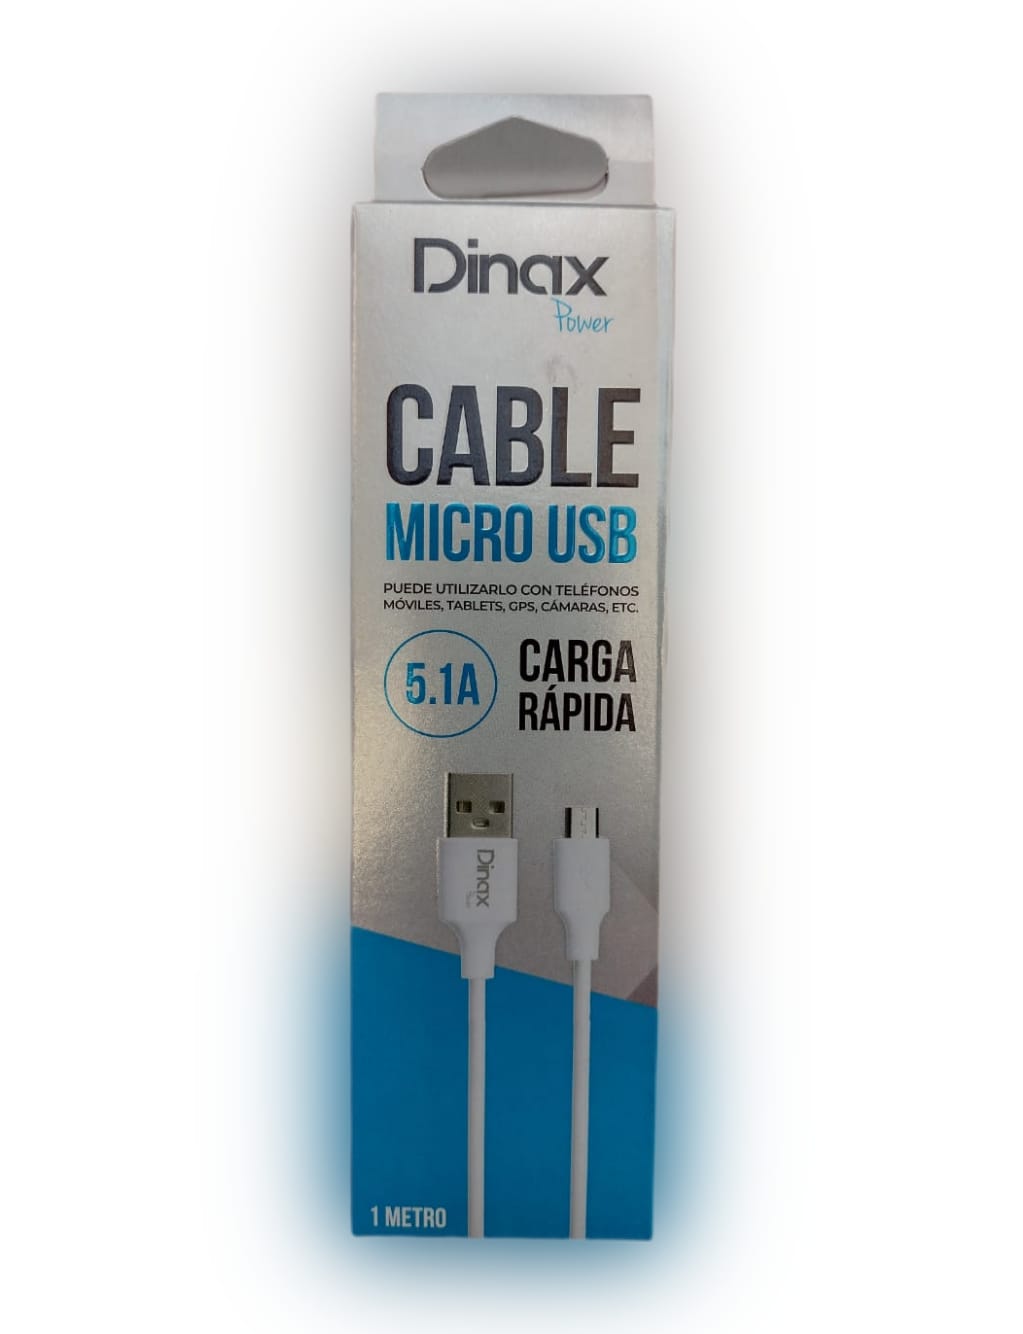 Dinax
Power
CABLE
MICRO USB
PUEDE UTILIZARLO CON TELÉFONOS
MÓVILES, TABLETS, GPS, CÁMARAS, ETC.
5.1A
CARGA
RÁPIDA
Dinax
Power
1 METRO